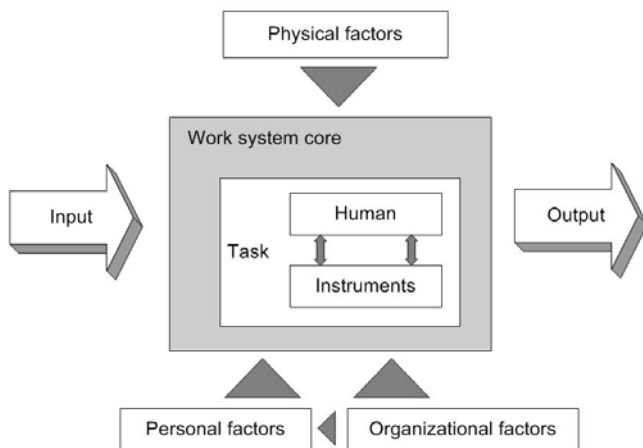 Physical factors
Work system core
Human
Input
Task
Output
Instruments
Personal factors
Organizational factors